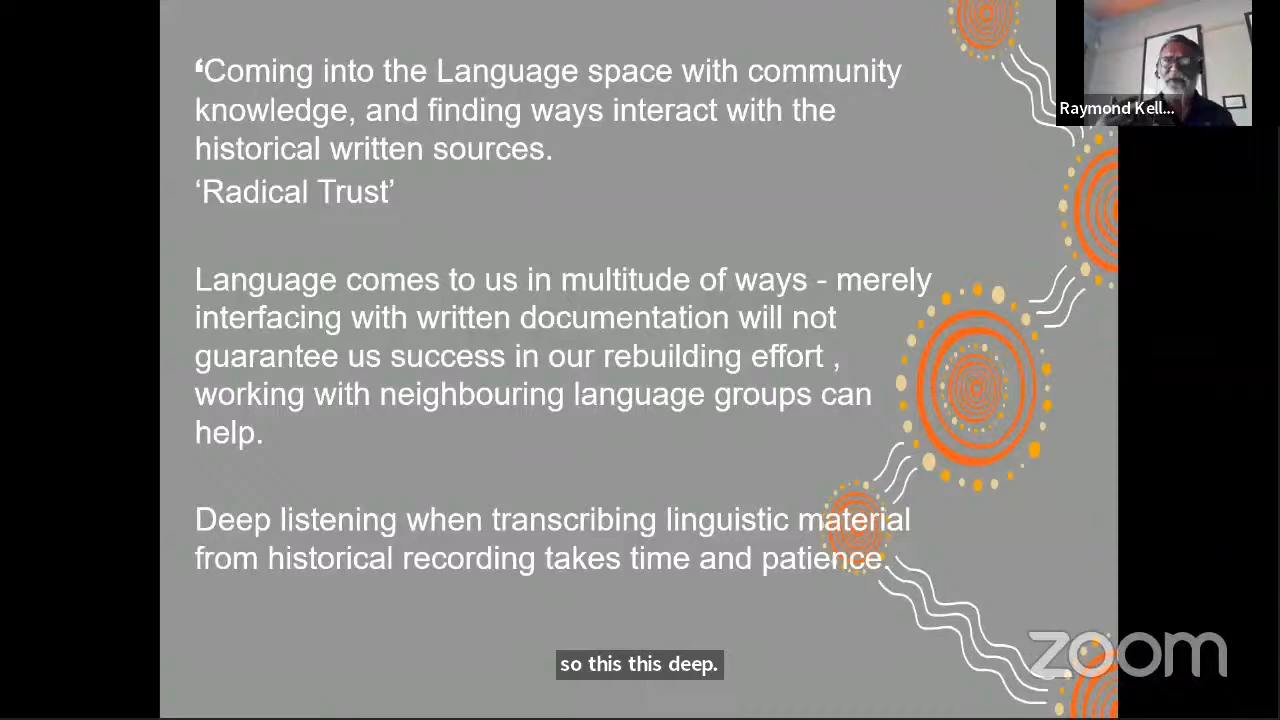 ‘Coming into the Language space with community
knowledge, and finding ways interact with the
historical written sources.
‘Radical Trust’
Language comes to us in multitude of ways - merely
interfacing with written documentation will not
guarantee us success in our rebuilding effort ,
working with neighbouring language groups can
help.
Deep listening when transcribing linguistic material
from historical recording takes time and patience.
Raymond Kell...
so this this deep.
zoom